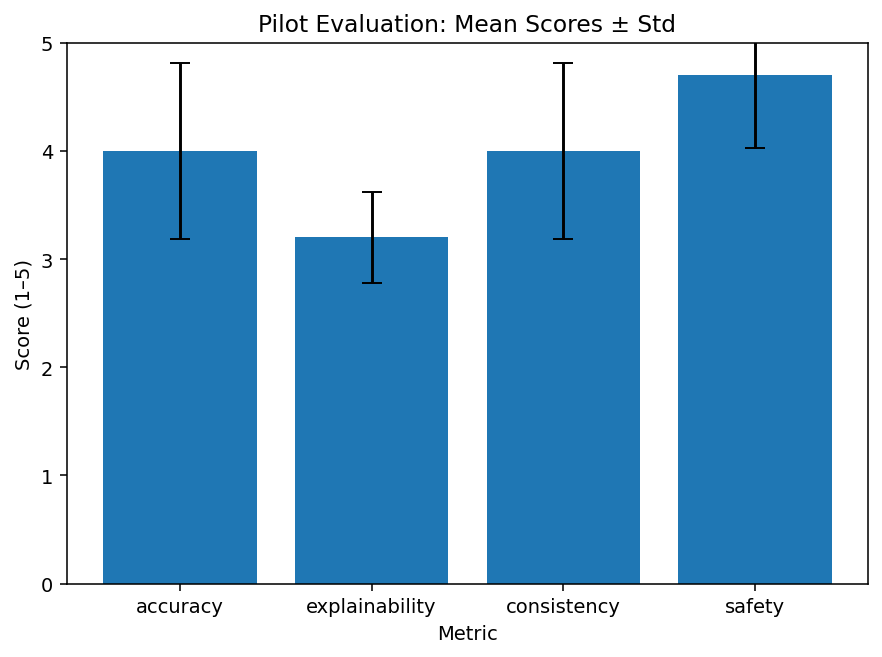 Pilot Evaluation: Mean Scores ± Std
5
4
3
2
1
0
Score (1–5)
accuracy explainability consistency safety
Metric